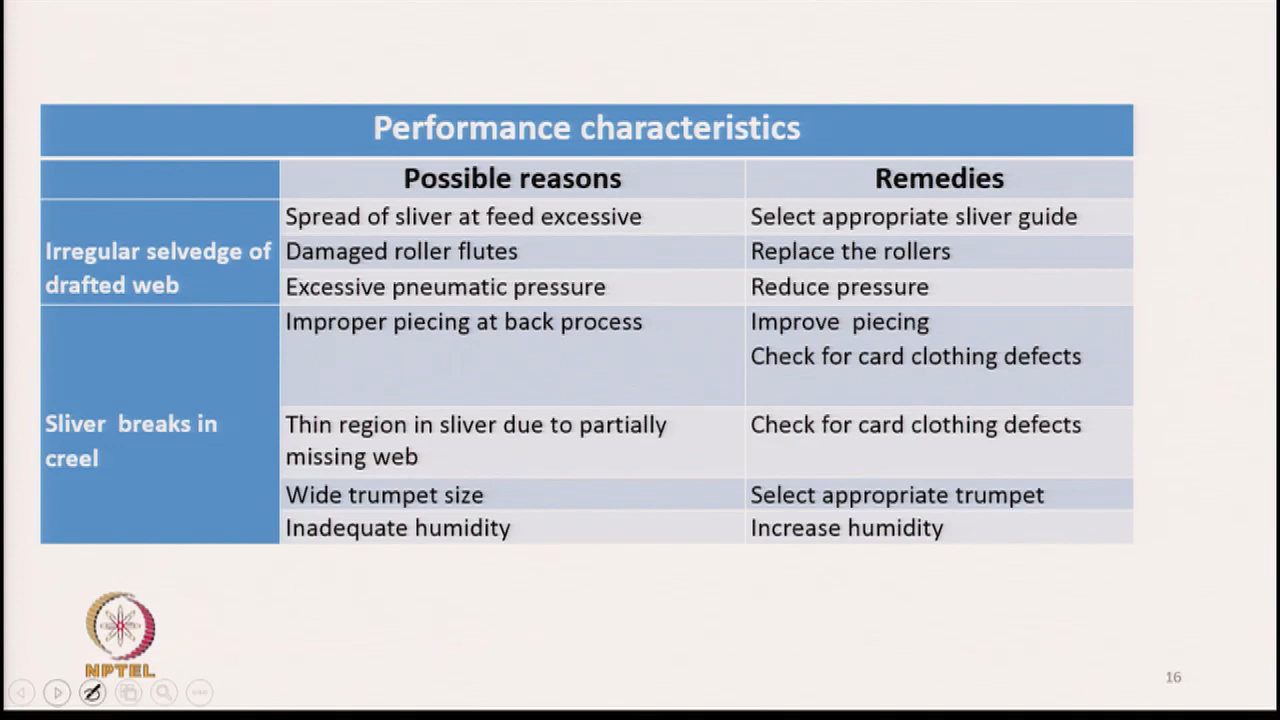 Performance characteristics
Possible reasons
Remedies
Irregular selvedge of
drafted web
Spread of sliver at feed excessive
Select appropriate sliver guide
Damaged roller flutes
Replace the rollers
Excessive pneumatic pressure
Reduce pressure
Sliver breaks in
creel
Improper piecing at back process
Improve piecing
Check for card clothing defects
Thin region in sliver due to partially
missing web
Check for card clothing defects
Wide trumpet size
Select appropriate trumpet
Inadequate humidity
Increase humidity
NPTEL
16